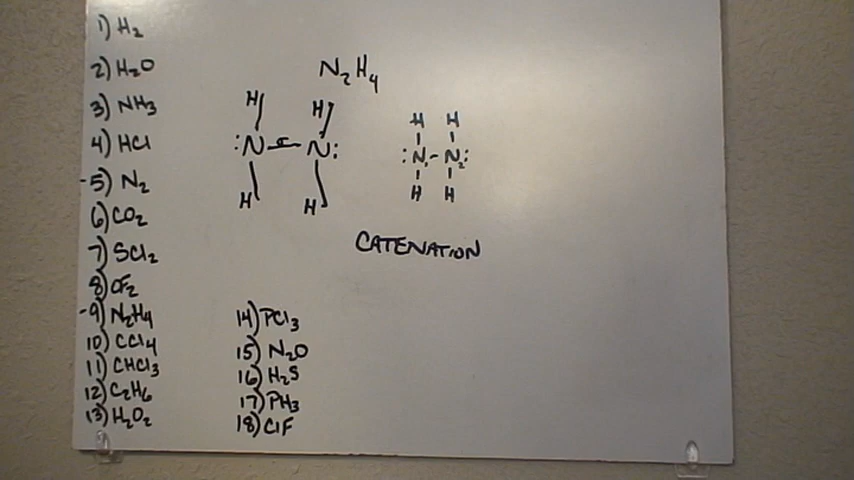 1) H₂
2) H₂O
3) NH₃
4) HCl
-5) N₂
6) CO₂
7) SCl₂
8) OF₂
-9) N₂H₄
10) CCl₄
11) CHCl₃
12) C₂H₆
13) H₂O₂
N₂H₄
H H
:N-σ-N:
H H
H H
:N₁-N₂:
H H
CATENATION
14) PCl₃
15) N₂O
16) H₂S
17) PH₃
18) ClF